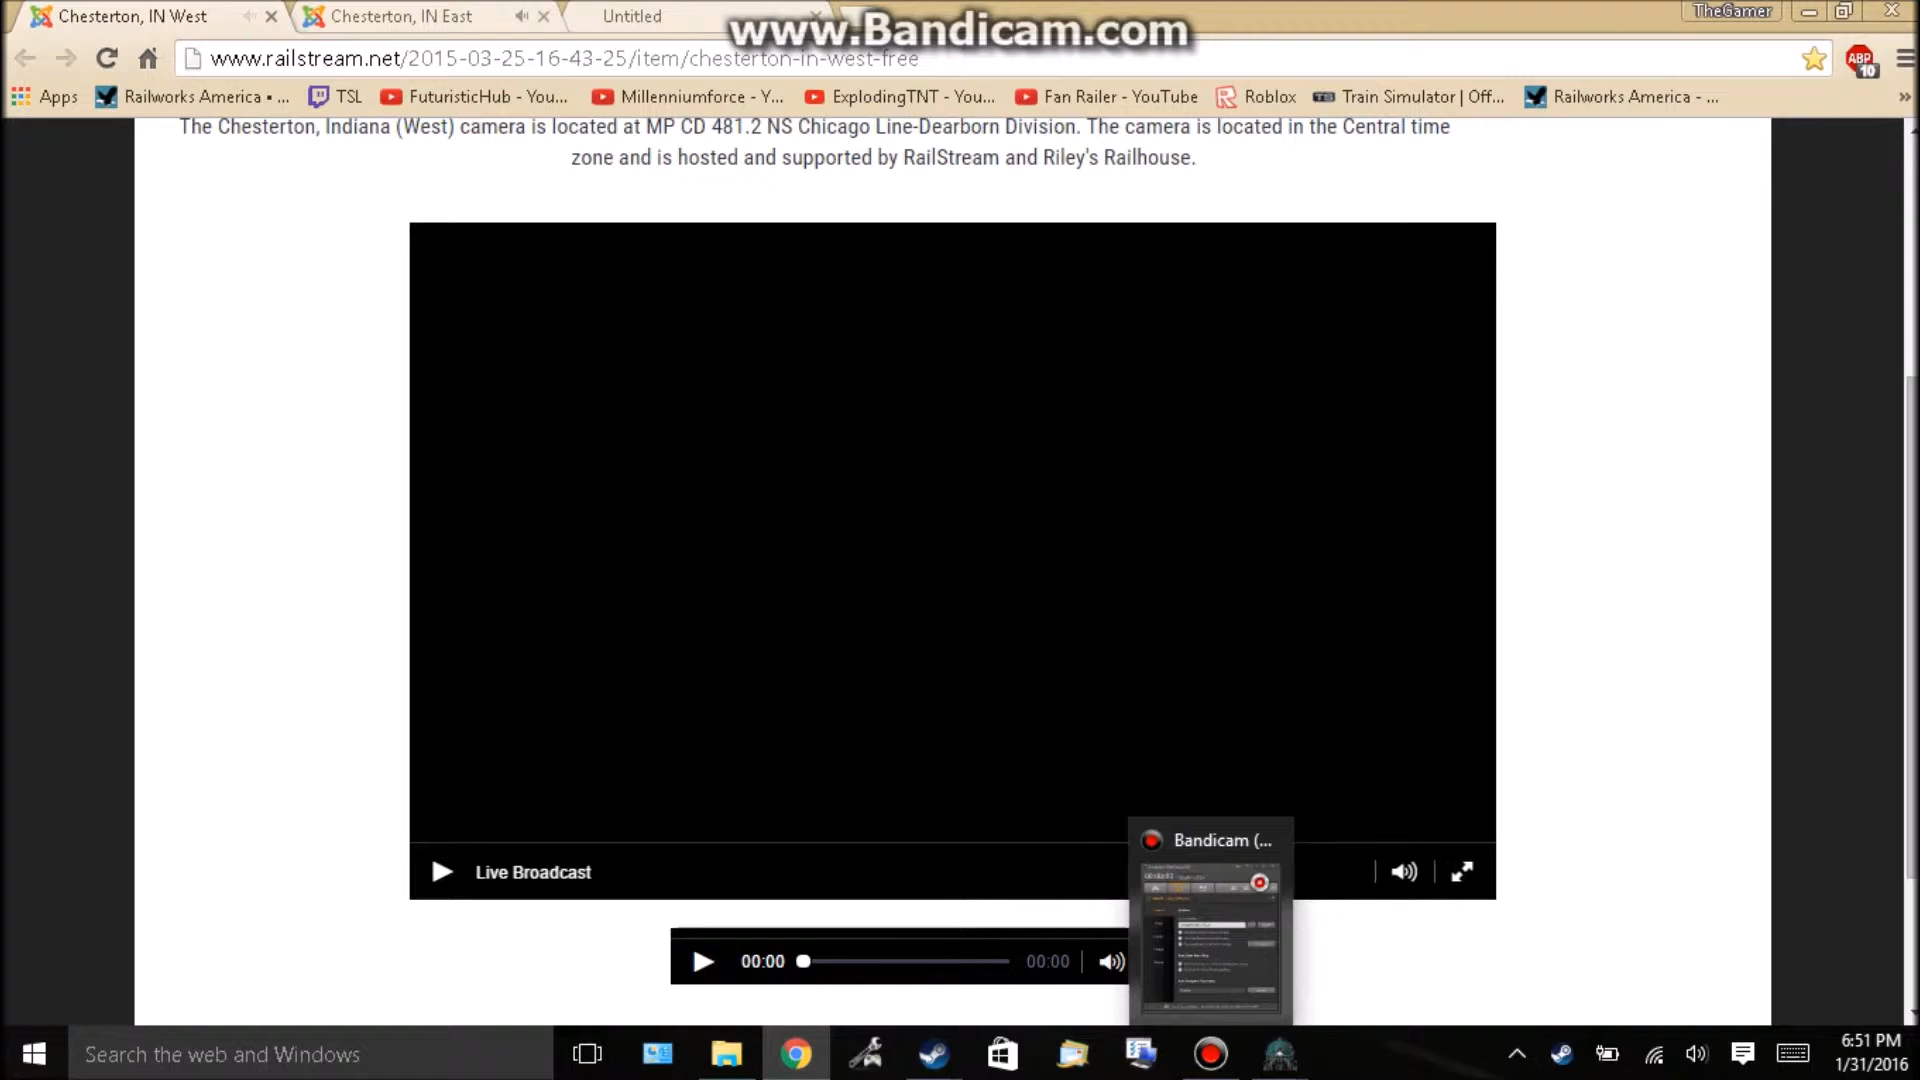 Chesterton, IN West
Chesterton, IN East
Untitled
www.Bandicam.com
TheGamer
www.railstream.net/2015-03-25-16-43-25/item/chesterton-in-west-free
ABP
10
Apps
Railworks America • ...
TSL
FuturisticHub - You...
Millenniumforce - Y...
ExplodingTNT - You...
Fan Railer - YouTube
Roblox
Train Simulator | Off...
Railworks America - ...
The Chesterton, Indiana (West) camera is located at MP CD 481.2 NS Chicago Line-Dearborn Division. The camera is located in the Central time
zone and is hosted and supported by RailStream and Riley's Railhouse.
Bandicam (...
Live Broadcast
00:00
00:00
Search the web and Windows
6:51 PM
1/31/2016